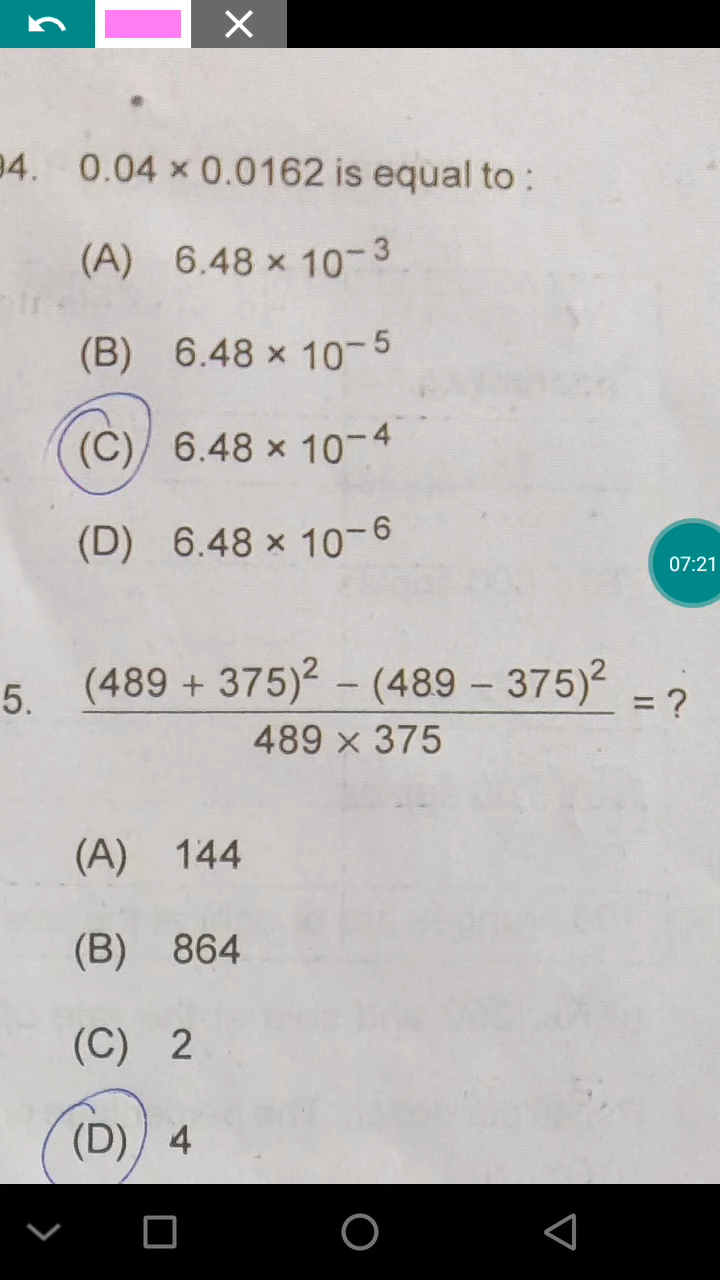 94. 0.04 × 0.0162 is equal to :
(A) 6.48 × 10⁻³
(B) 6.48 × 10⁻⁵
(C) 6.48 × 10⁻⁴
(D) 6.48 × 10⁻⁶
07:21
5. (489 + 375)² − (489 − 375)² / 489 × 375 = ?
(A) 144
(B) 864
(C) 2
(D) 4